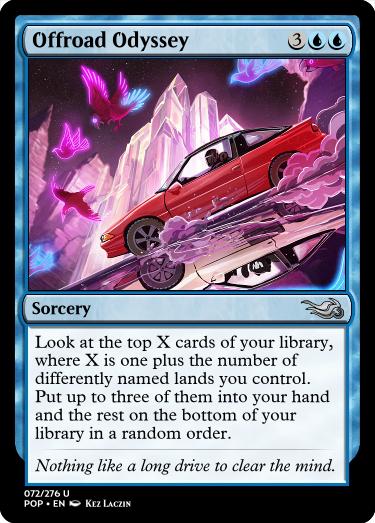 Offroad Odyssey 3
Sorcery
Look at the top X cards of your library,
where X is one plus the number of
differently named lands you control.
Put up to three of them into your hand
and the rest on the bottom of your
library in a random order.
Nothing like a long drive to clear the mind.
072/276 U
POP • EN Kez Laczin